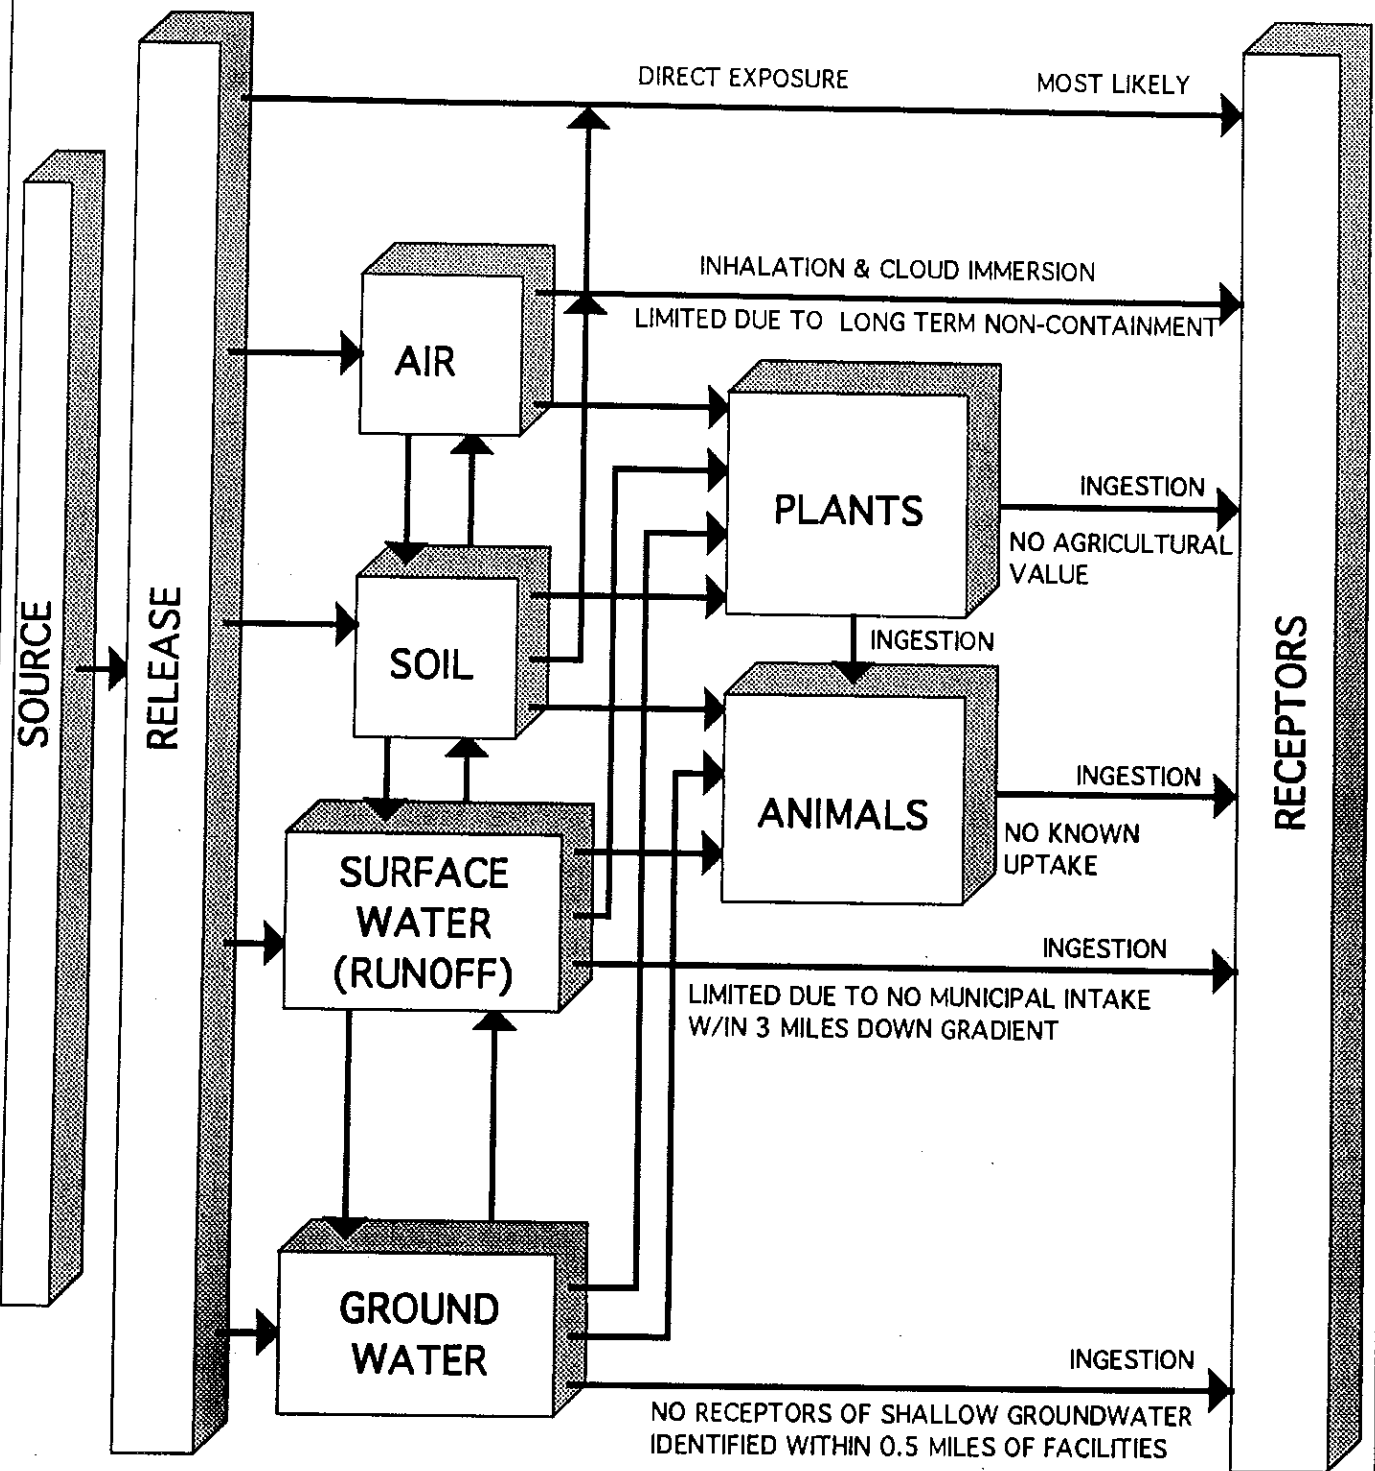 DIRECT EXPOSURE
MOST LIKELY
INHALATION & CLOUD IMMERSION
LIMITED DUE TO LONG TERM NON-CONTAINMENT
AIR
PLANTS
INGESTION
NO AGRICULTURAL
VALUE
SOURCE
RELEASE
SOIL
INGESTION
RECEPTORS
ANIMALS
INGESTION
NO KNOWN
UPTAKE
SURFACE
WATER
(RUNOFF)
INGESTION
LIMITED DUE TO NO MUNICIPAL INTAKE
W/IN 3 MILES DOWN GRADIENT
GROUND
WATER
INGESTION
NO RECEPTORS OF SHALLOW GROUNDWATER
IDENTIFIED WITHIN 0.5 MILES OF FACILITIES